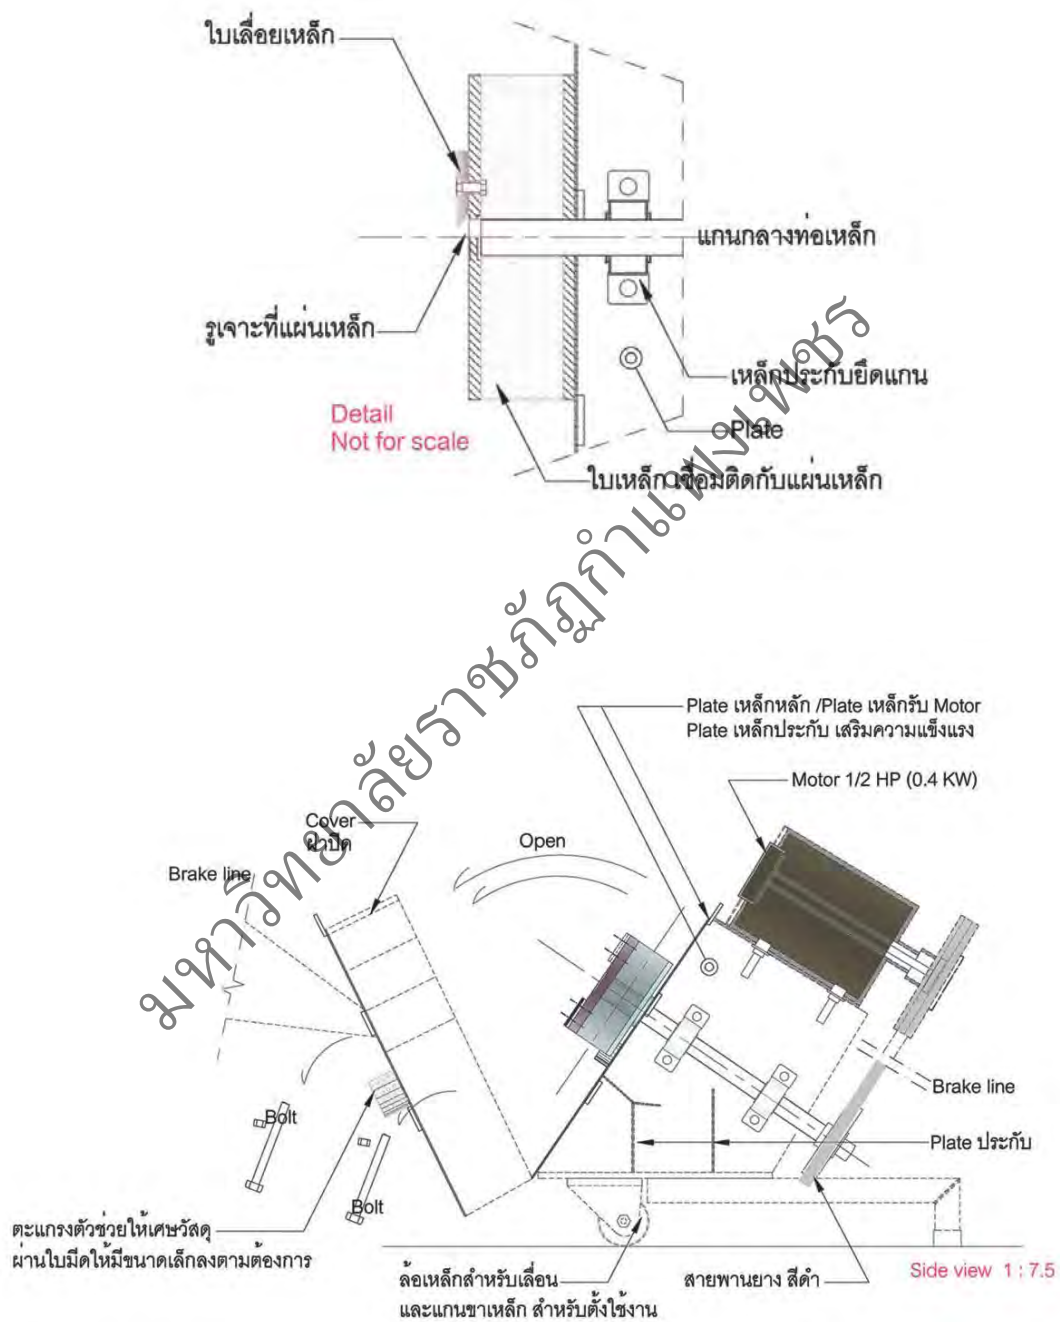 ใบเลื่อยเหล็ก
แกนกลางท่อเหล็ก
รูเจาะที่แผ่นเหล็ก
เหล็กประกับยึดแกน
Detail
Not for scale
Plate
ใบเหล็ก เชื่อมติดกับแผ่นเหล็ก
มหาวิทยาลัยราชภัฏกำแพงเพชร
Plate เหล็กหลัก /Plate เหล็กรับ Motor
Plate เหล็กประกับ เสริมความแข็งแรง
Motor 1/2 HP (0.4 KW)
Cover
ฝาปิด
Open
Brake line
Brake line
Bolt
Plate ประกับ
Bolt
ตะแกรงตัวช่วยให้เศษวัสดุ
ผ่านใบมีดให้มีขนาดเล็กลงตามต้องการ
ล้อเหล็กสำหรับเลื่อน
และแกนขาเหล็ก สำหรับตั้งใช้งาน
สายพานยาง สีดำ
Side view 1 : 7.5